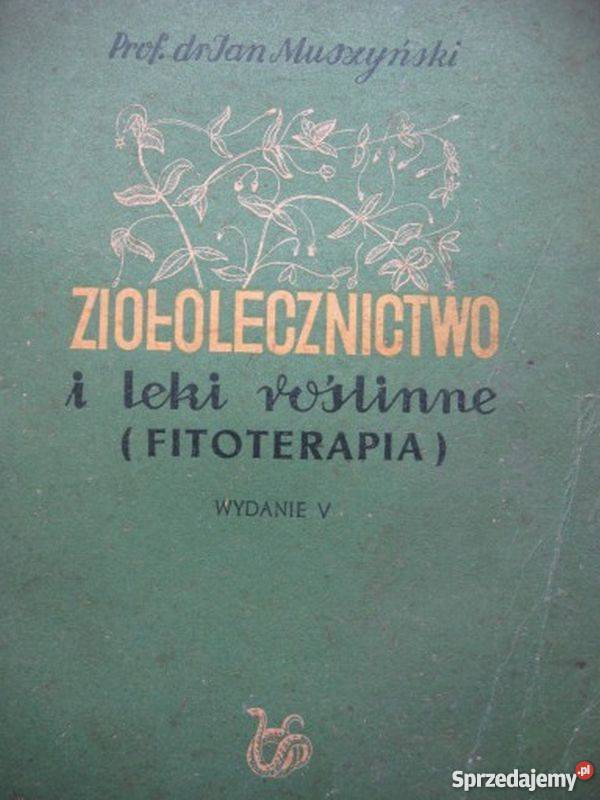 Prof. dr Jan Muszyński
ZIOŁOLECZNICTWO
i leki roślinne
(FITOTERAPIA)
WYDANIE V
Sprzedajemy.pl